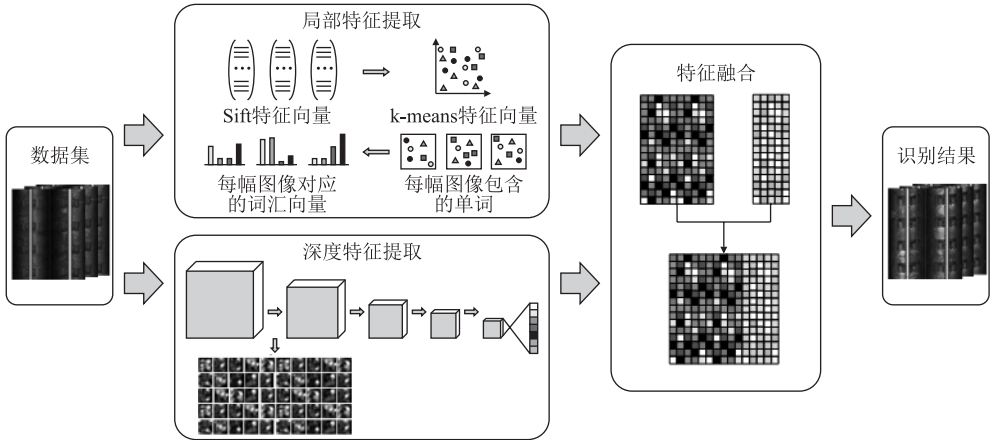 数据集
局部特征提取
Sift特征向量
k-means特征向量
每幅图像对应
的词汇向量
每幅图像包含
的单词
深度特征提取
特征融合
识别结果